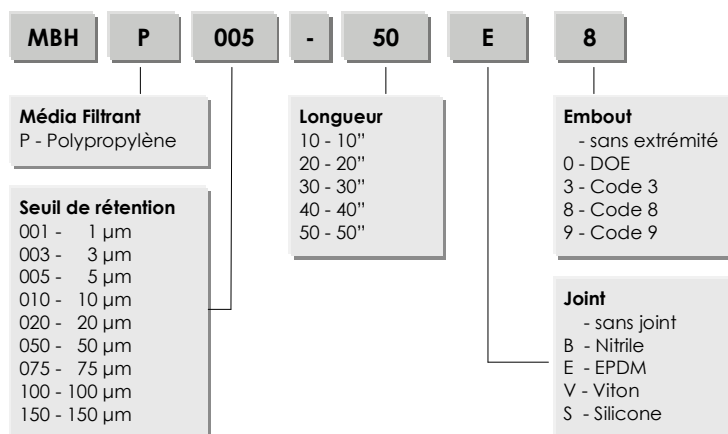 MBH P 005 - 50 E 8
Média Filtrant
P - Polypropylène
Seuil de rétention
001 - 1 µm
003 - 3 µm
005 - 5 µm
010 - 10 µm
020 - 20 µm
050 - 50 µm
075 - 75 µm
100 - 100 µm
150 - 150 µm
Longueur
10 - 10”
20 - 20”
30 - 30”
40 - 40”
50 - 50”
Embout
- sans extrémité
0 - DOE
3 - Code 3
8 - Code 8
9 - Code 9
Joint
- sans joint
B - Nitrile
E - EPDM
V - Viton
S - Silicone